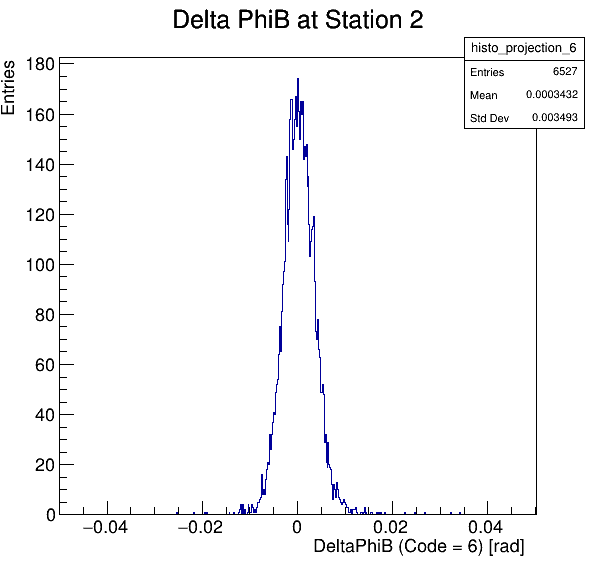 Delta PhiB at Station 2
histo_projection_6
Entries 6527
Mean 0.0003432
Std Dev 0.003493
Entries
180
160
140
120
100
80
60
40
20
0
−0.04 −0.02 0 0.02 0.04
DeltaPhiB (Code = 6) [rad]